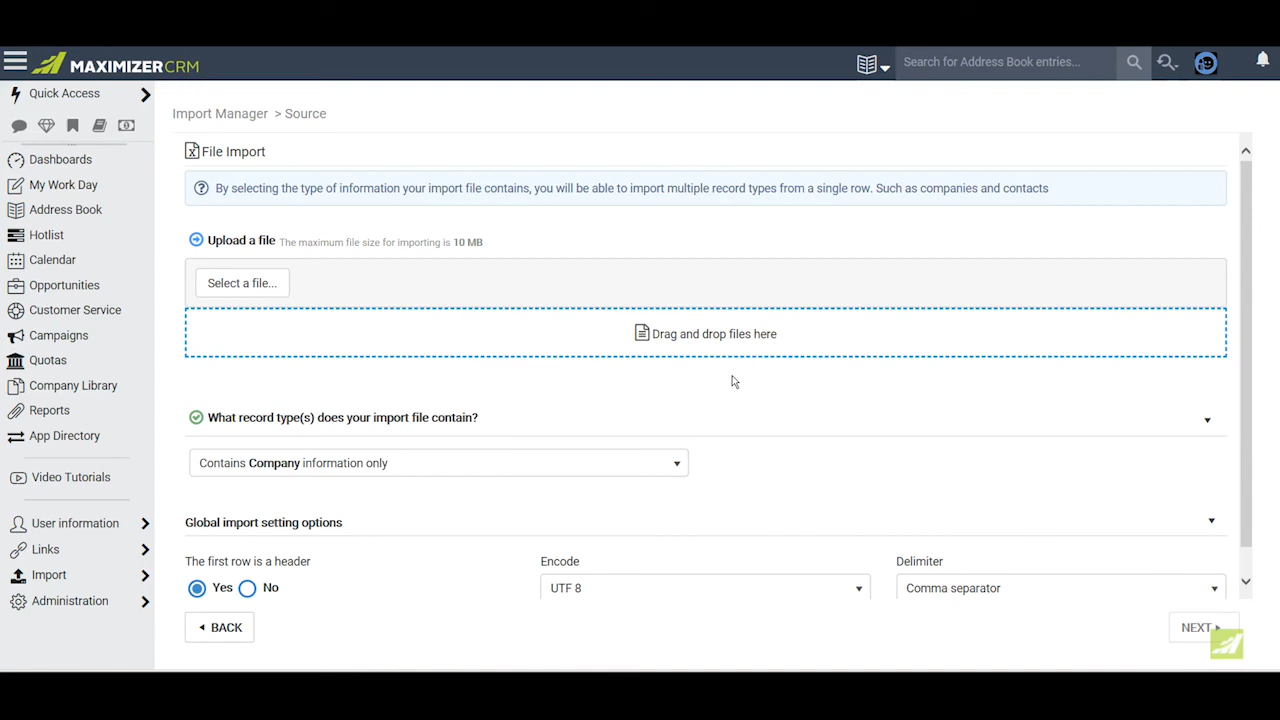 MAXIMIZERCRM
Search for Address Book entries...
Quick Access
Dashboards
My Work Day
Address Book
Hotlist
Calendar
Opportunities
Customer Service
Campaigns
Quotas
Company Library
Reports
App Directory
Video Tutorials
User information
Links
Import
Administration
Import Manager > Source
File Import
By selecting the type of information your import file contains, you will be able to import multiple record types from a single row. Such as companies and contacts
Upload a file The maximum file size for importing is 10 MB
Select a file...
Drag and drop files here
What record type(s) does your import file contain?
Contains Company information only
Global import setting options
The first row is a header
Yes No
Encode
UTF 8
Delimiter
Comma separator
BACK
NEXT